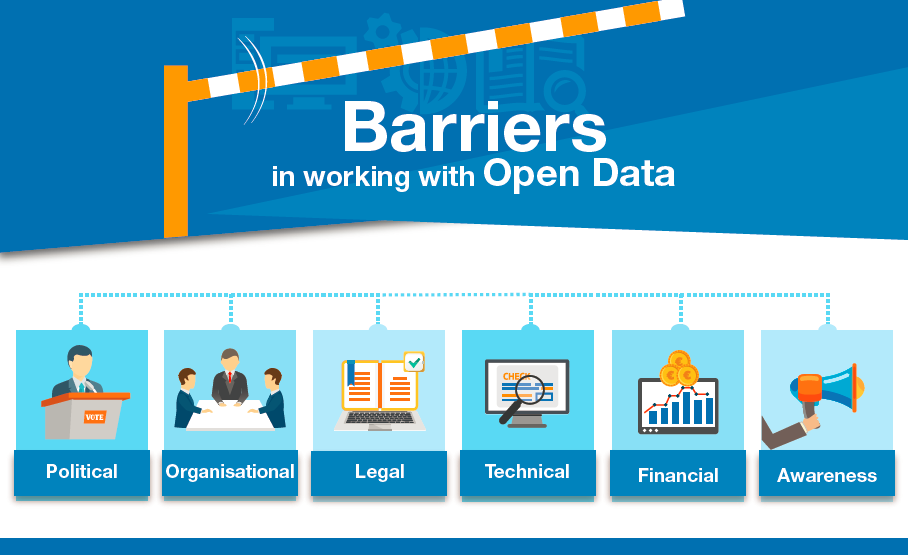 Barriers
in working with Open Data
CHECK
VOTE
Political
Organisational
Legal
Technical
Financial
Awareness